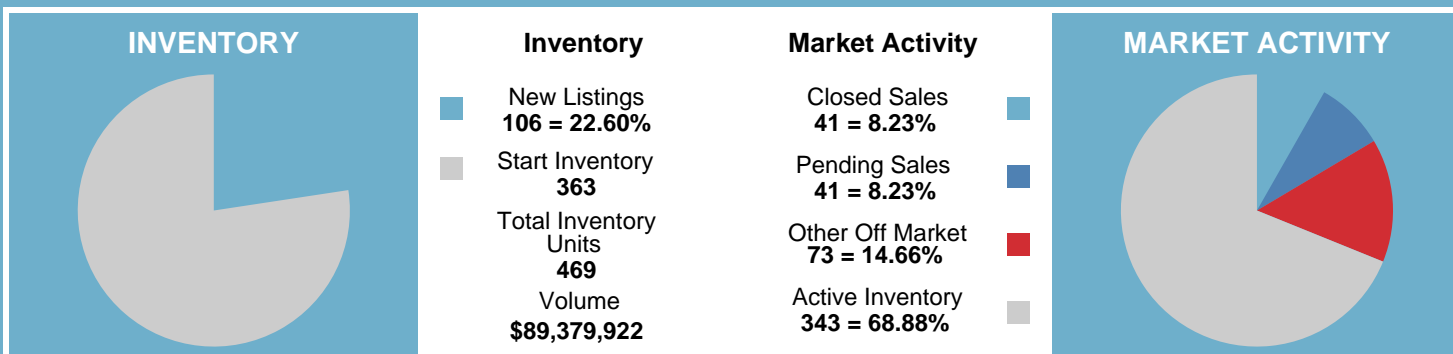 INVENTORY
Inventory
New Listings
106 = 22.60%
Start Inventory
363
Total Inventory
Units
469
Volume
$89,379,922
Market Activity
Closed Sales
41 = 8.23%
Pending Sales
41 = 8.23%
Other Off Market
73 = 14.66%
Active Inventory
343 = 68.88%
MARKET ACTIVITY